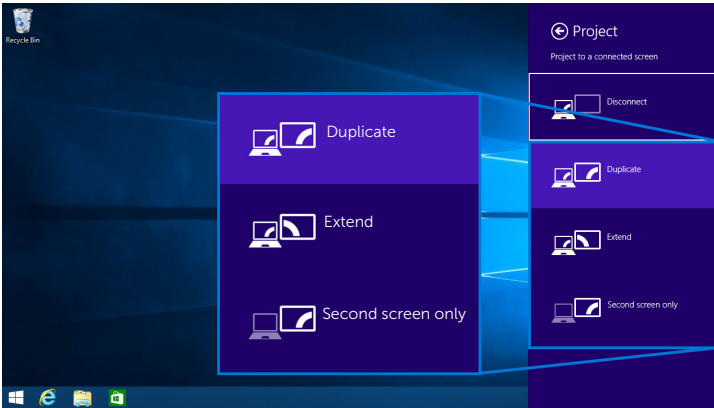 Recycle Bin
Project
Project to a connected screen
Disconnect
Duplicate
Extend
Second screen only
Duplicate
Extend
Second screen only